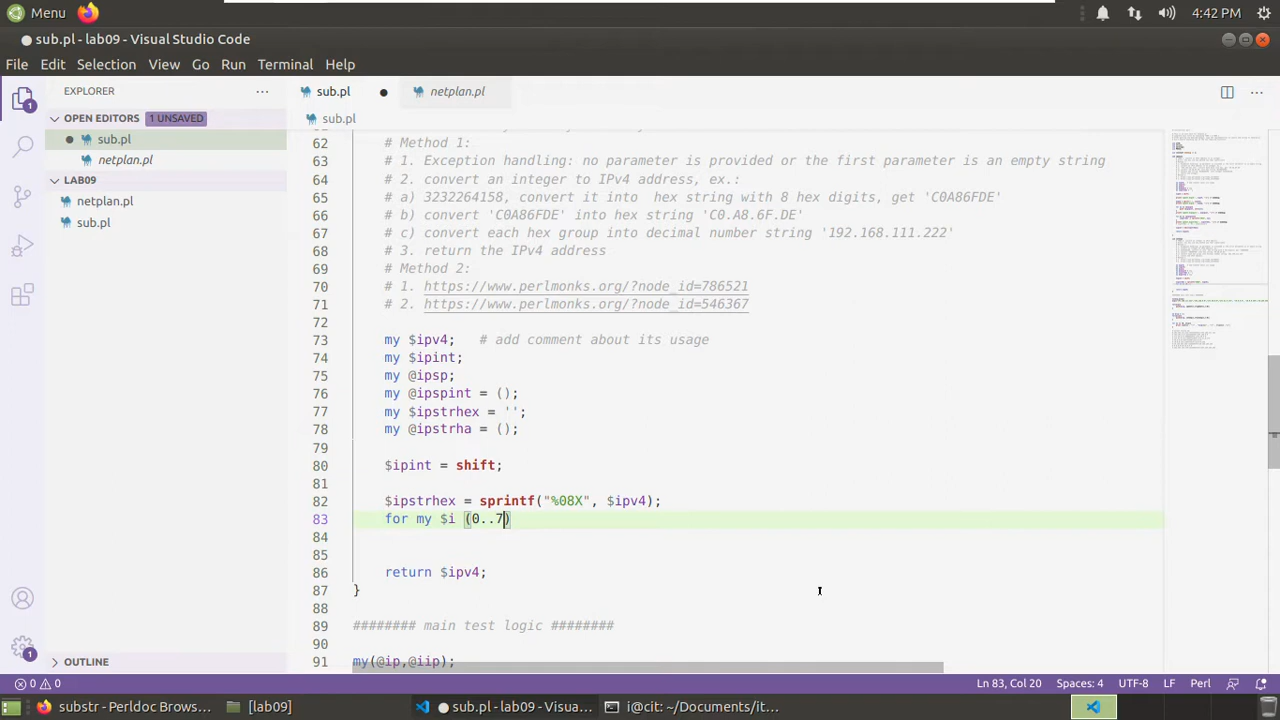 Menu
4:42 PM
sub.pl - lab09 - Visual Studio Code
File Edit Selection View Go Run Terminal Help
EXPLORER
sub.pl
netplan.pl
OPEN EDITORS 1 UNSAVED
sub.pl
sub.pl
netplan.pl
LAB09
netplan.pl
sub.pl
62 # Method 1:
63 # 1. Exception handling: no parameter is provided or the first parameter is an empty string
64 # 2. convert an integer to IPv4 address, ex.:
65 # a) 3232264158, convert it into hex string with 8 hex digits, get 'C0A86FDE'
66 # b) convert 'C0A86FDE' into hex string 'C0.A8.6F.DE'
67 # c) convert each hex group into decimal number string '192.168.111.222'
68 # 3. return the IPv4 address
69 # Method 2:
70 # 1. https://www.perlmonks.org/?node_id=786521
71 # 2. https://www.perlmonks.org/?node_id=546367
72
73 my $ipv4; # add comment about its usage
74 my $ipint;
75 my @ipsp;
76 my @ipspint = ();
77 my $ipstrhex = '';
78 my @ipstrha = ();
79
80 $ipint = shift;
81
82 $ipstrhex = sprintf("%08X", $ipv4);
83 for my $i (0..7)
84
85
86 return $ipv4;
87 }
88
89 ######## main test logic ########
90
91 my(@ip,@iip);
OUTLINE
0 0
Ln 83, Col 20 Spaces: 4 UTF-8 LF Perl
substr - Perldoc Brows...
[lab09]
sub.pl - lab09 - Visua...
i@cit: ~/Documents/it...